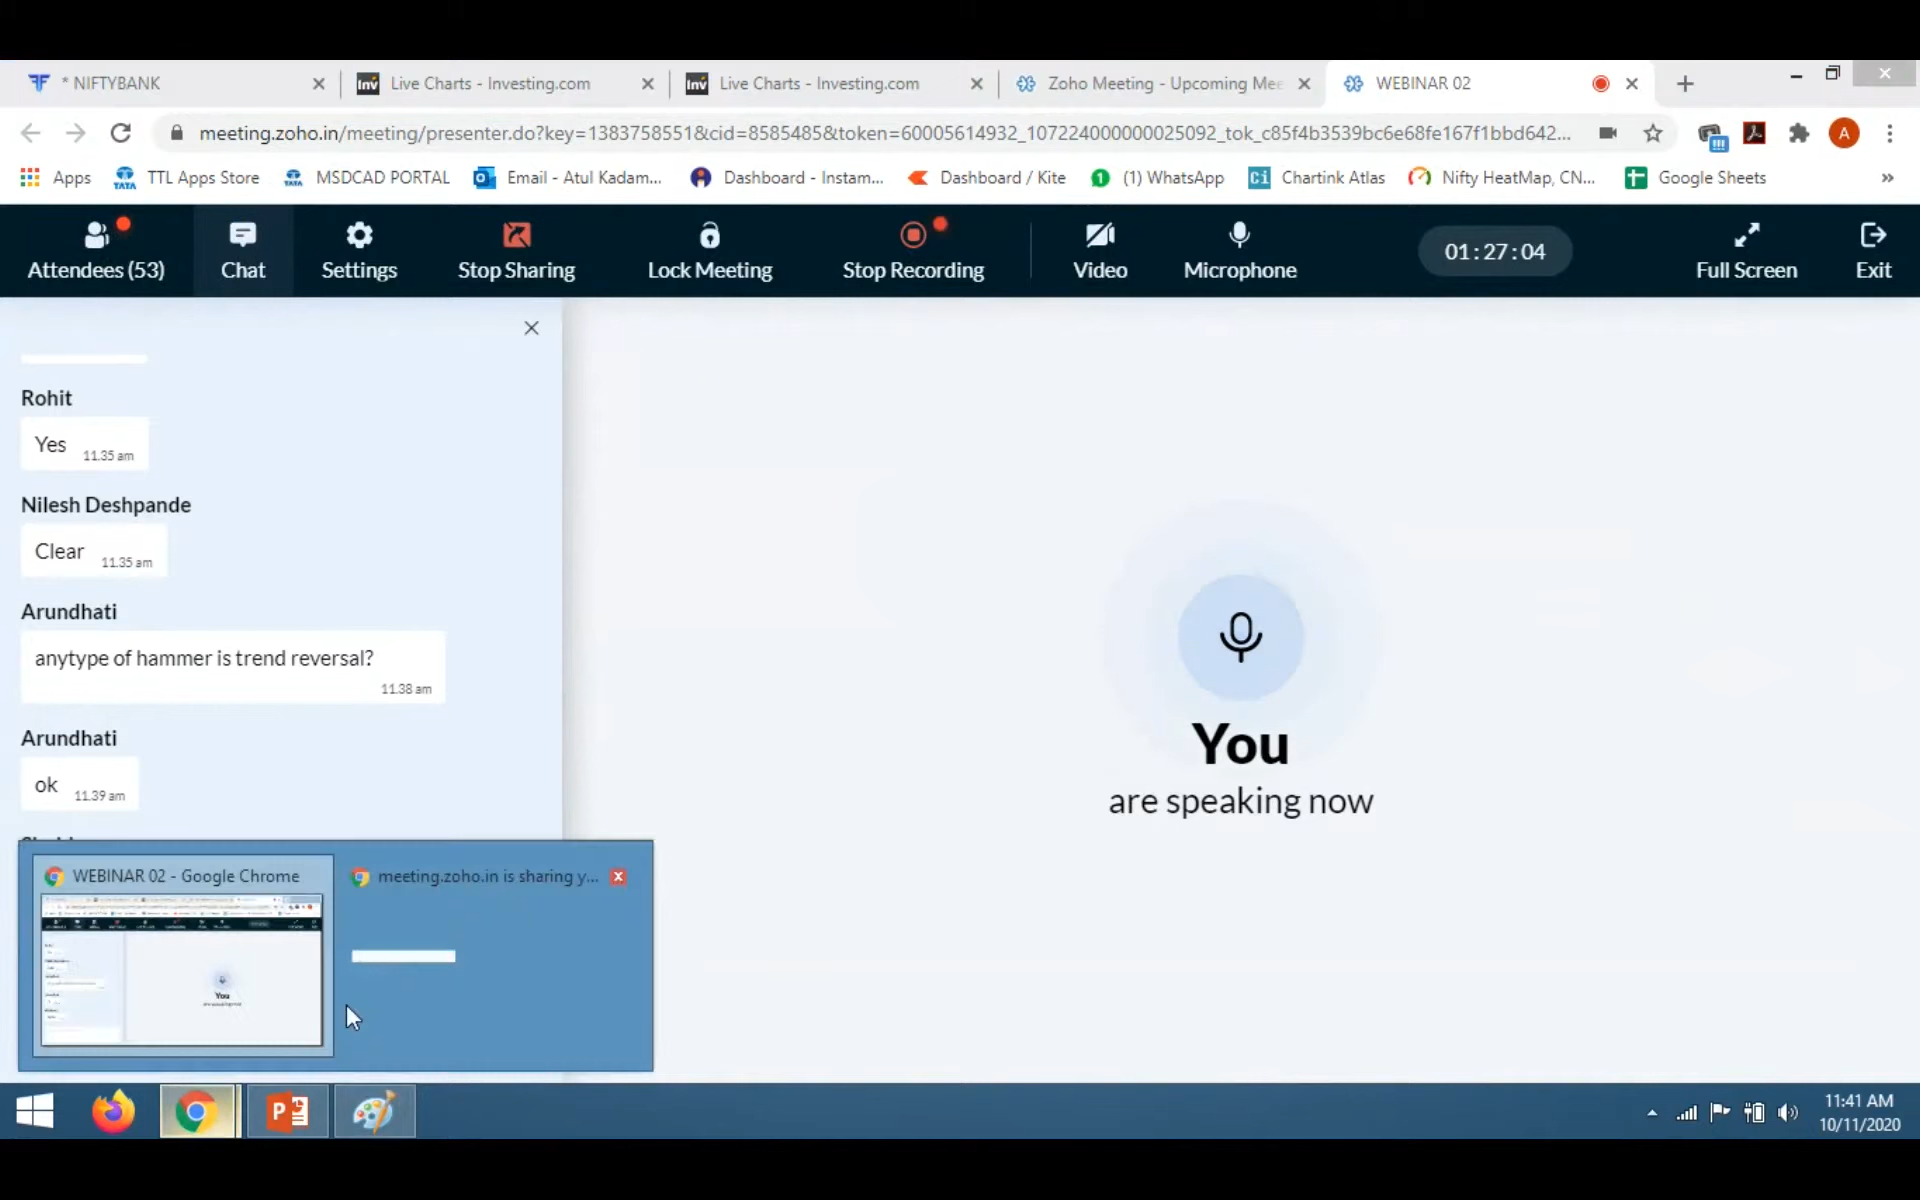 * NIFTYBANK
Live Charts - Investing.com
Live Charts - Investing.com
Zoho Meeting - Upcoming Mee
WEBINAR 02
meeting.zoho.in/meeting/presenter.do?key=1383758551&cid=8585485&token=60005614932_107224000000025092_tok_c85f4b3539bc6e68fe167f1bbd642...
A
Apps
TTL Apps Store
MSDCAD PORTAL
Email - Atul Kadam...
Dashboard - Instam...
Dashboard / Kite
(1) WhatsApp
Chartink Atlas
Nifty HeatMap, CN...
Google Sheets
»
Attendees (53)
Chat
Settings
Stop Sharing
Lock Meeting
Stop Recording
Video
Microphone
01:27:04
Full Screen
Exit
Rohit
Yes 11.35 am
Nilesh Deshpande
Clear 11.35 am
Arundhati
anytype of hammer is trend reversal?
11.38 am
Arundhati
ok 11.39 am
You
are speaking now
WEBINAR 02 - Google Chrome
meeting.zoho.in is sharing y...
You
11:41 AM
10/11/2020